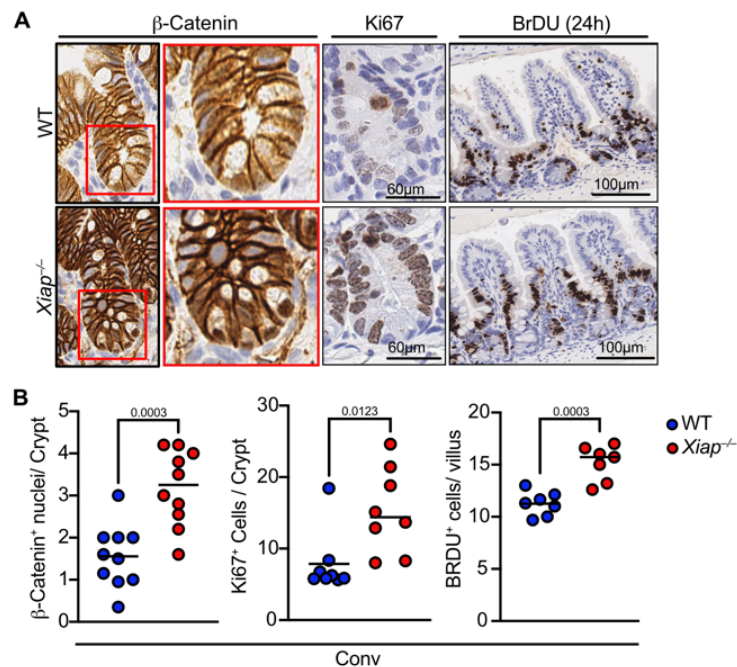 A
β-Catenin Ki67 BrDU (24h)
WT
60µm 100µm
Xiap–/–
60µm 100µm
B
β-Catenin+ nuclei/ Crypt
5
4
3
2
1
0
0.0003
Ki67+ Cells / Crypt
30
20
10
0
0.0123
BRDU+ cells/ villus
20
15
10
5
0
0.0003
WT
Xiap–/–
Conv